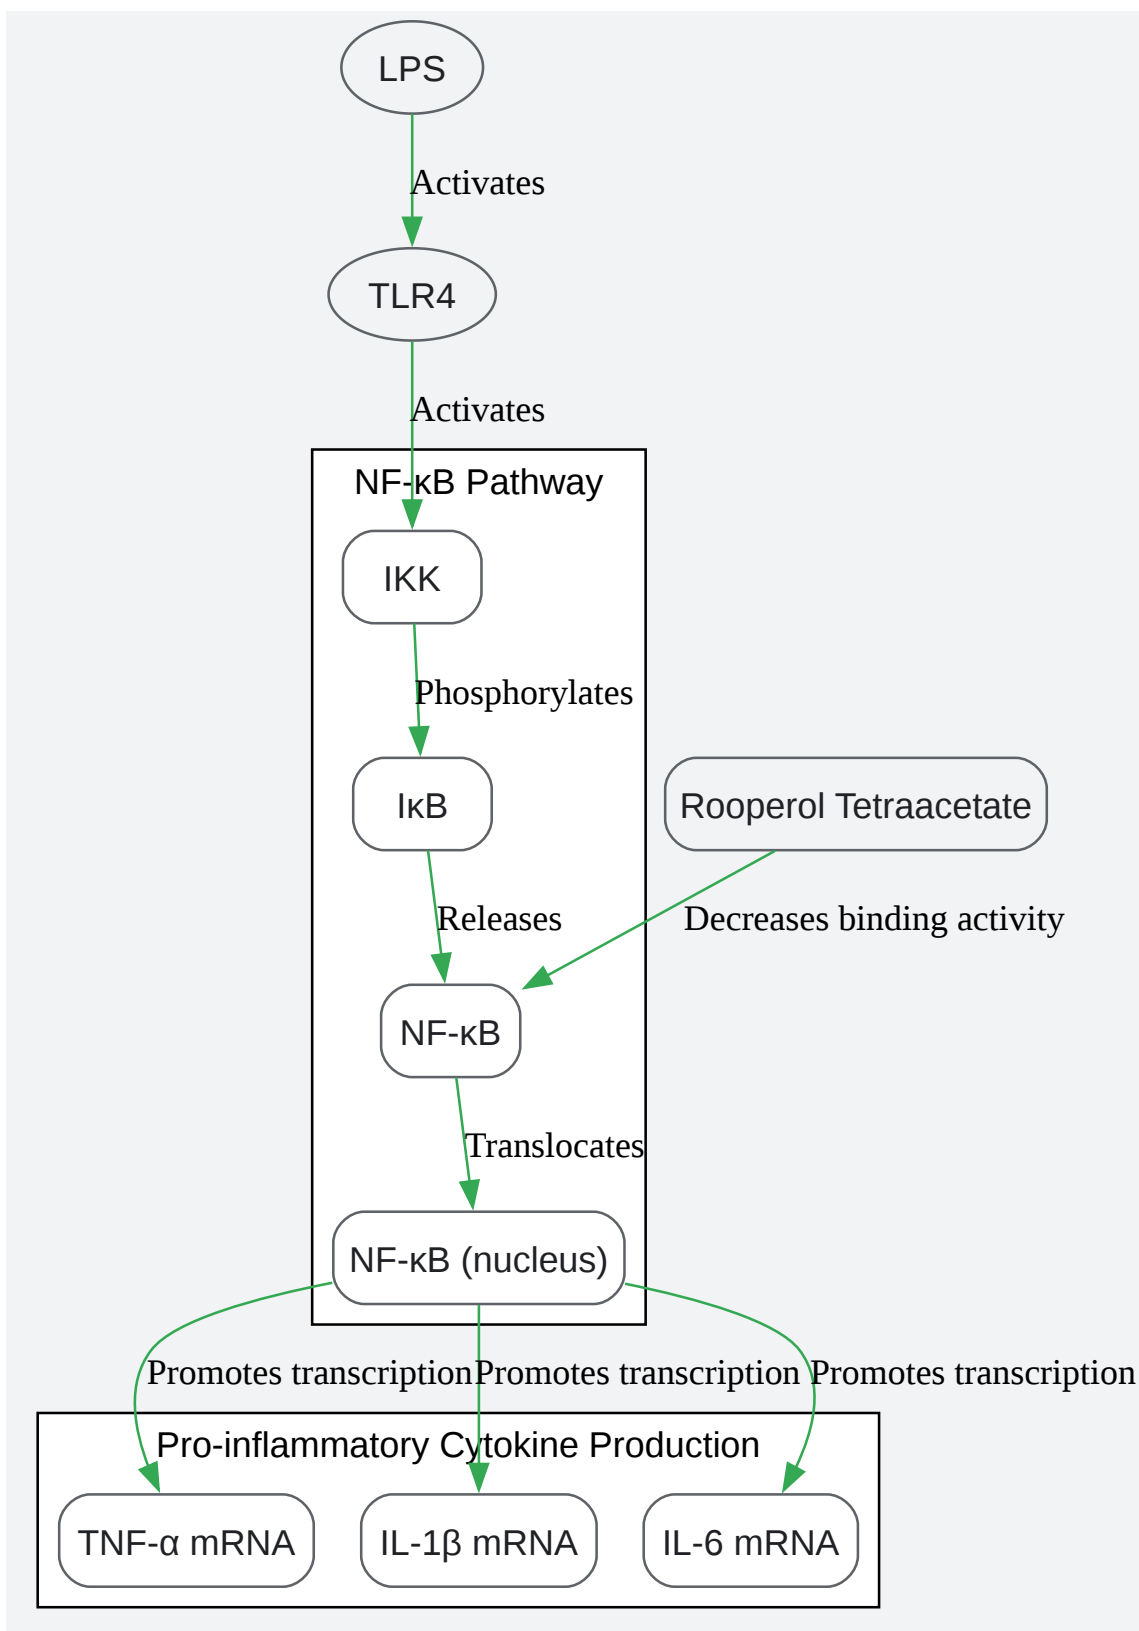 LPS
Activates
TLR4
Activates
NF-κB Pathway
IKK
Phosphorylates
IκB
Rooperol Tetraacetate
Releases
Decreases binding activity
NF-κB
Translocates
NF-κB (nucleus)
Promotes transcription
Promotes transcription
Promotes transcription
Pro-inflammatory Cytokine Production
TNF-α mRNA
IL-1β mRNA
IL-6 mRNA